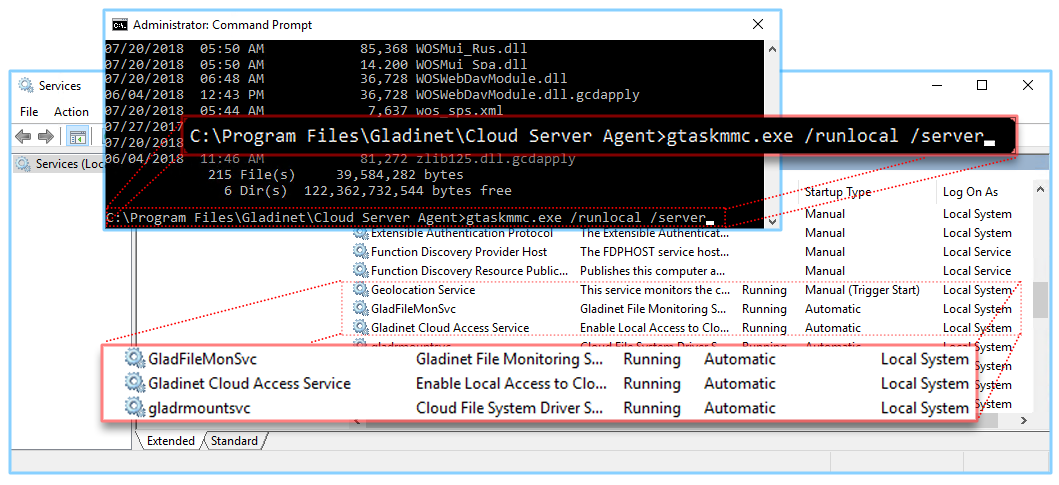 Administrator: Command Prompt
07/20/2018 05:50 AM 85,368 WOSMui_Rus.dll
07/20/2018 05:50 AM 14,200 WOSMui_Spa.dll
07/20/2018 06:48 AM 36,728 WOSWebDavModule.dll
06/04/2018 12:43 PM 36,728 WOSWebDavModule.dll.gcdapply
07/20/2018 05:44 AM 7,637 wos_sps.xml
07/27/2017
07/20/2018
C:\Program Files\Gladinet\Cloud Server Agent>gtaskmmc.exe /runlocal /server
06/04/2018 11:46 AM 81,272 zlib125.dll.gcdapply
215 File(s) 39,584,282 bytes
6 Dir(s) 122,362,732,544 bytes free
C:\Program Files\Gladinet\Cloud Server Agent>gtaskmmc.exe /runlocal /server
Services
File Action
Services (Loc
Startup Type Log On As
Manual Local System
Extensible Authentication Protocol The Extensible Authenticat... Manual Local System
Function Discovery Provider Host The FDPHOST service host... Manual Local Service
Function Discovery Resource Public... Publishes this computer a... Manual Local Service
Geolocation Service This service monitors the c... Running Manual (Trigger Start) Local System
GladFileMonSvc Gladinet File Monitoring S... Running Automatic Local System
Gladinet Cloud Access Service Enable Local Access to Clo... Running Automatic Local System
gladrmountsvc Cloud File System Driver S... Running Automatic Local System
GladFileMonSvc Gladinet File Monitoring S... Running Automatic Local System
Gladinet Cloud Access Service Enable Local Access to Clo... Running Automatic Local System
gladrmountsvc Cloud File System Driver S... Running Automatic Local System
Extended Standard